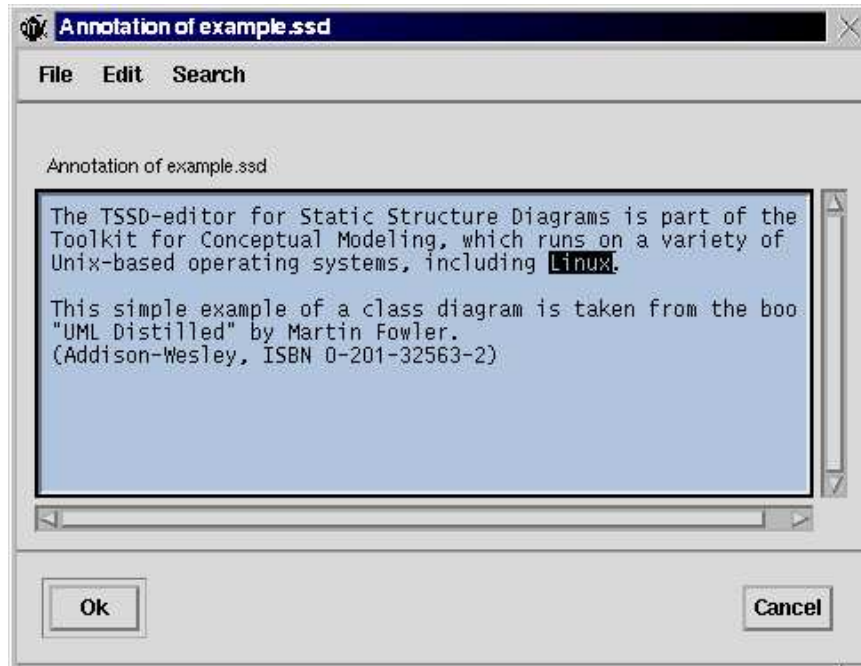 Annotation of example.ssd
File Edit Search
Annotation of example.ssd
The TSSD-editor for Static Structure Diagrams is part of the
Toolkit for Conceptual Modeling, which runs on a variety of
Unix-based operating systems, including Linux.
This simple example of a class diagram is taken from the boo
"UML Distilled" by Martin Fowler.
(Addison-Wesley, ISBN 0-201-32563-2)
Ok Cancel